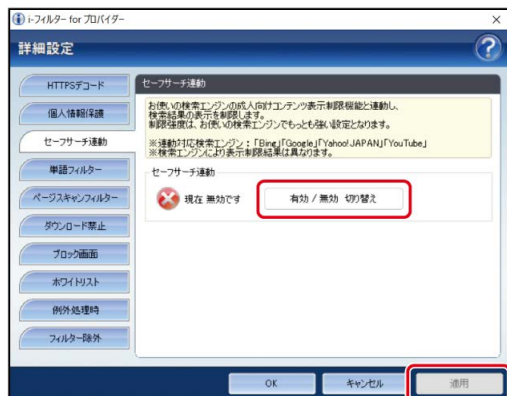 i-フィルター for プロバイダー
詳細設定
HTTPSデコード
個人情報保護
セーフサーチ連動
単語フィルター
ページスキャンフィルター
ダウンロード禁止
ブロック画面
ホワイトリスト
例外処理時
フィルター除外
セーフサーチ連動
お使いの検索エンジンの成人向けコンテンツ表示制限機能と連動し、
検索結果の表示を制限します。
制限強度は、お使いの検索エンジンでもっとも強い設定となります。
※連動対応検索エンジン：「Bing」「Google」「Yahoo!JAPAN」「YouTube」
※検索エンジンにより表示制限結果は異なります。
セーフサーチ連動
現在 無効です
有効 / 無効 切り替え
OK
キャンセル
適用